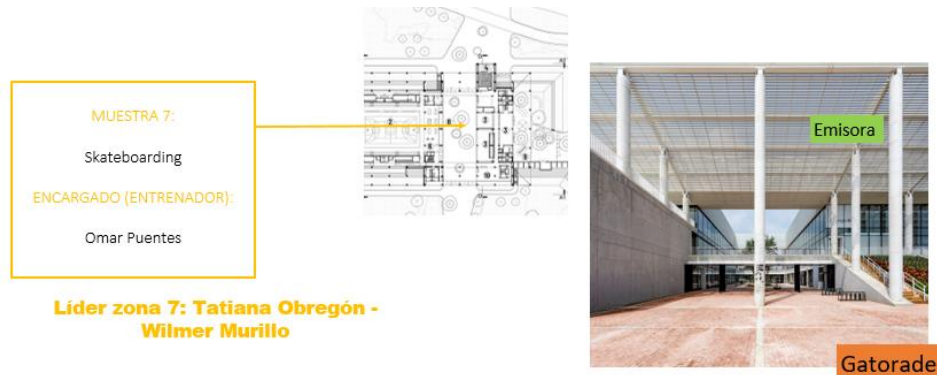 MUESTRA 7:
Skateboarding
ENCARGADO (ENTRENADOR):
Omar Puentes
Líder zona 7: Tatiana Obregón -
Wilmer Murillo
Emisora
Gatorade